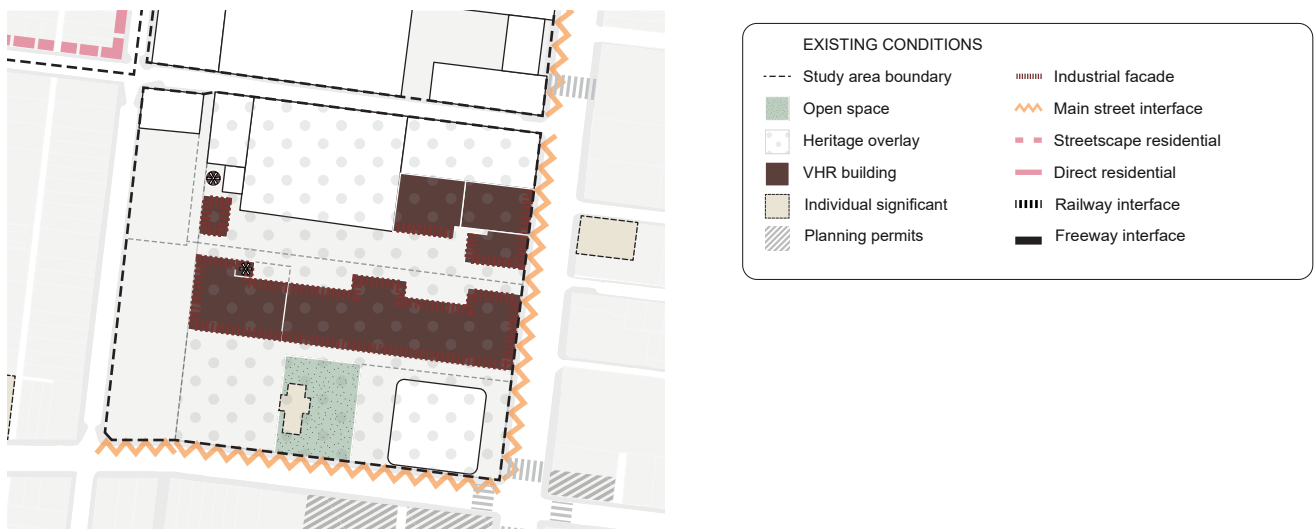 EXISTING CONDITIONS
Study area boundary
Open space
Heritage overlay
VHR building
Individual significant
Planning permits
Industrial facade
Main street interface
Streetscape residential
Direct residential
Railway interface
Freeway interface